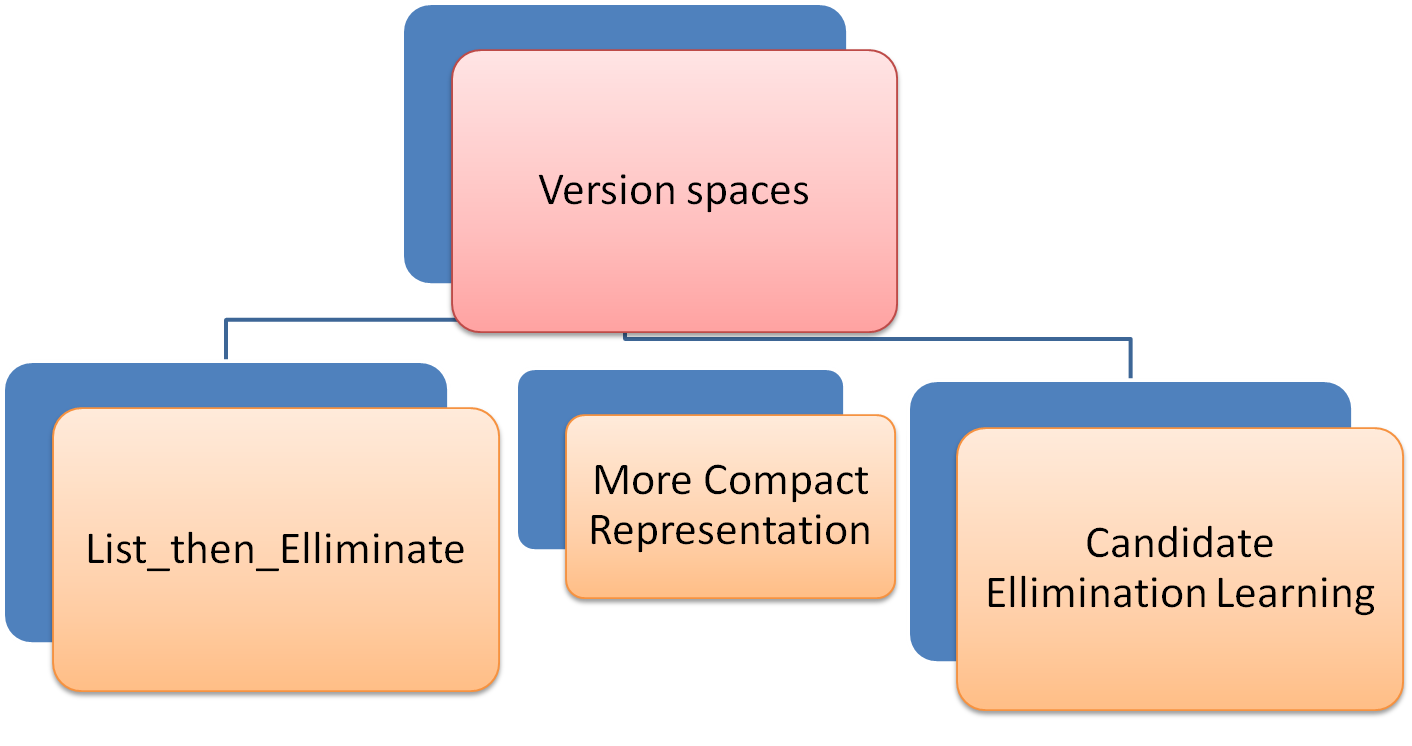 Version spaces
List_then_Elliminate
More Compact
Representation
Candidate
Ellimination Learning